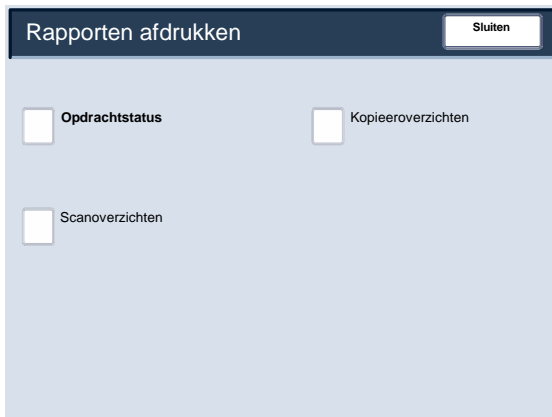 Rapporten afdrukken
Sluiten
Opdrachtstatus
Kopieeroverzichten
Scanoverzichten